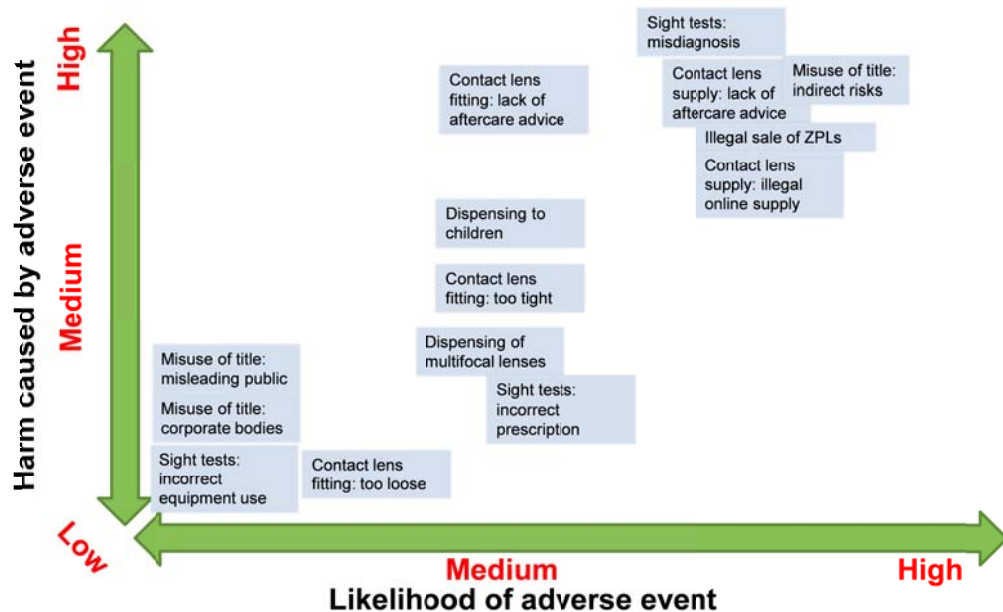 Harm caused by adverse event
High
Medium
Low
Sight tests:
misdiagnosis
Contact lens
fitting: lack of
aftercare advice
Contact lens
supply: lack of
aftercare advice
Misuse of title:
indirect risks
Illegal sale of ZPLs
Contact lens
supply: illegal
online supply
Dispensing to
children
Contact lens
fitting: too tight
Dispensing of
multifocal lenses
Misuse of title:
misleading public
Sight tests:
incorrect
prescription
Misuse of title:
corporate bodies
Sight tests:
incorrect
equipment use
Contact lens
fitting: too loose
Medium
High
Likelihood of adverse event